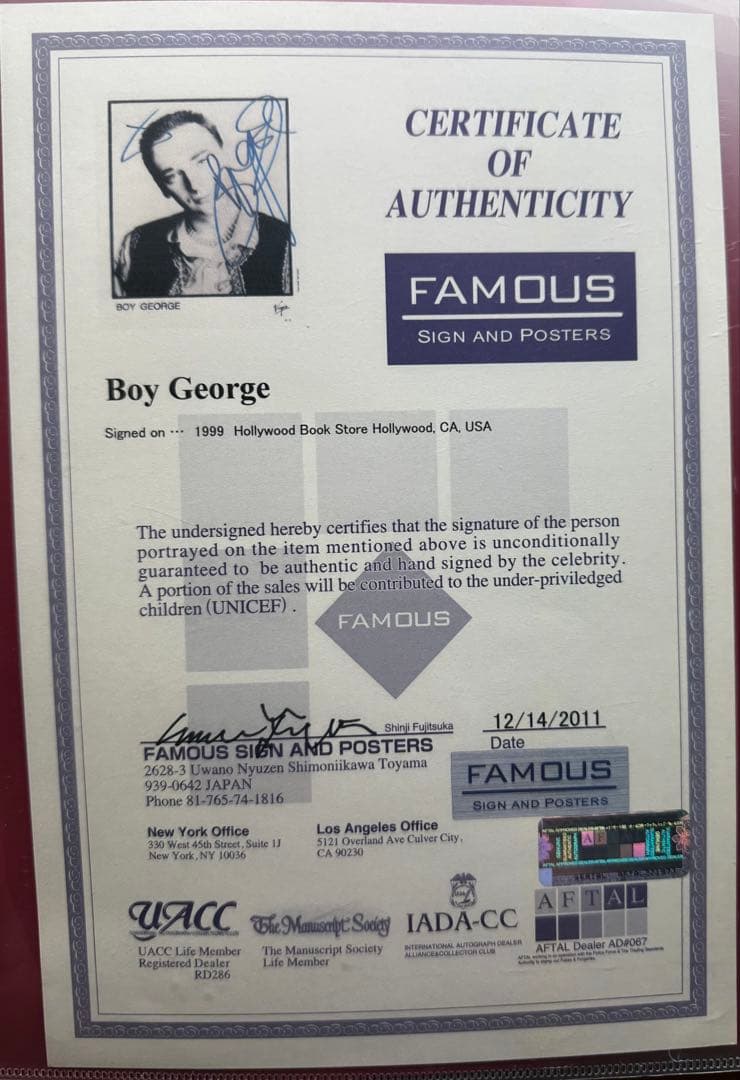 CERTIFICATE
OF
AUTHENTICITY
FAMOUS
SIGN AND POSTERS
BOY GEORGE
Virgin
Boy George
Signed on ··· 1999 Hollywood Book Store Hollywood, CA, USA
The undersigned hereby certifies that the signature of the person
portrayed on the item mentioned above is unconditionally
guaranteed to be authentic and hand signed by the celebrity.
A portion of the sales will be contributed to the under-priviledged
children (UNICEF) .
FAMOUS
Shinji Fujitsuka
12/14/2011
FAMOUS SIGN AND POSTERS
Date
2628-3 Uwano Nyuzen Shimoniikawa Toyama
939-0642 JAPAN
Phone 81-765-74-1816
FAMOUS
SIGN AND POSTERS
New York Office
330 West 45th Street, Suite 1J
New York, NY 10036
Los Angeles Office
5121 Overland Ave Culver City,
CA 90230
UACC
UACC Life Member
Registered Dealer
RD286
The Manuscript Society
The Manuscript Society
Life Member
IADA-CC
INTERNATIONAL AUTOGRAPH DEALER
ALLIANCE&COLLECTOR CLUB
AFTAL
AFTAL Dealer AD#067